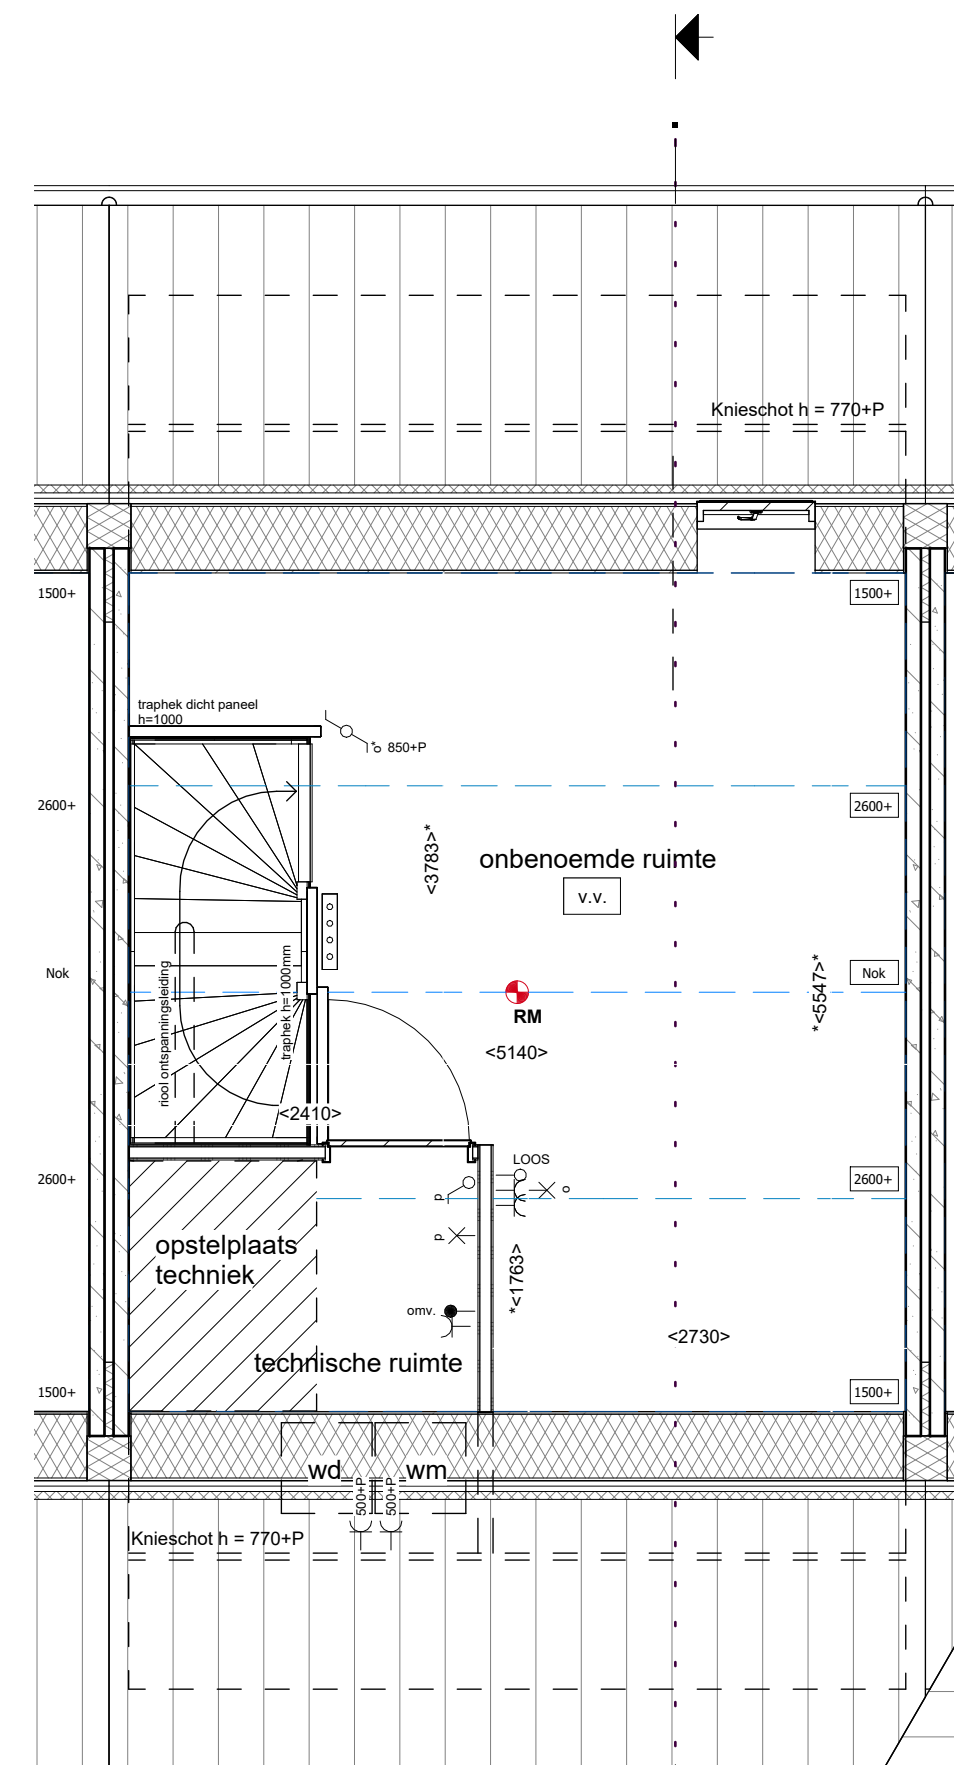 Knieschot h = 770+P
1500+
1500+
traphek dicht paneel
h=1000
*o 850+P
2600+
2600+
<3783>*
onbenoemde ruimte
v.v.
Nok
Nok
riool ontspanningsleiding
traphek h=1000mm
*<5547>*
RM
<5140>
<2410>
LOOS
2600+
2600+
p
o
p
opstelplaats
techniek
*<1763>
omv.
<2730>
technische ruimte
1500+
1500+
wd
wm
500+P
500+P
Knieschot h = 770+P